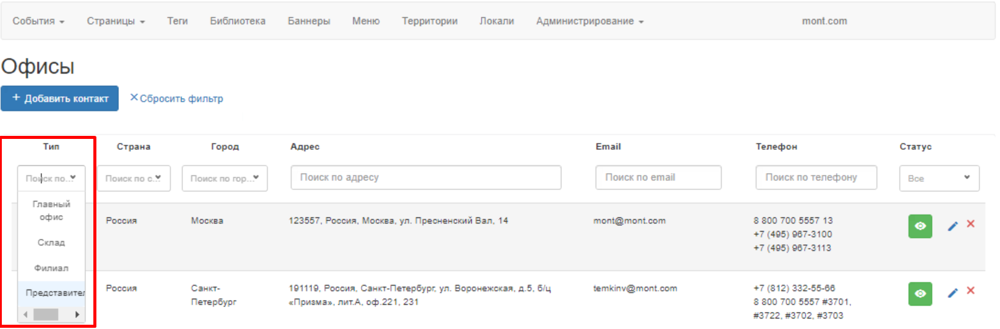 События Страницы Теги Библиотека Баннеры Меню Территории Локали Администрирование mont.com
Офисы
+ Добавить контакт ×Сбросить фильтр
Тип Страна Город Адрес Email Телефон Статус
Поиск по... Поиск по с... Поиск по гор... Поиск по адресу Поиск по email Поиск по телефону Все
Главный
офис
Склад
Филиал
Представител
Россия Москва 123557, Россия, Москва, ул. Пресненский Вал, 14 mont@mont.com 8 800 700 5557 13
+7 (495) 967-3100
+7 (495) 967-3113
Россия Санкт- 191119, Россия, Санкт-Петербург, ул. Воронежская, д.5, б/ц temkinv@mont.com +7 (812) 332-55-66
Петербург «Призма», лит.А, оф.221, 231 8 800 700 5557 #3701,
#3722, #3702, #3703